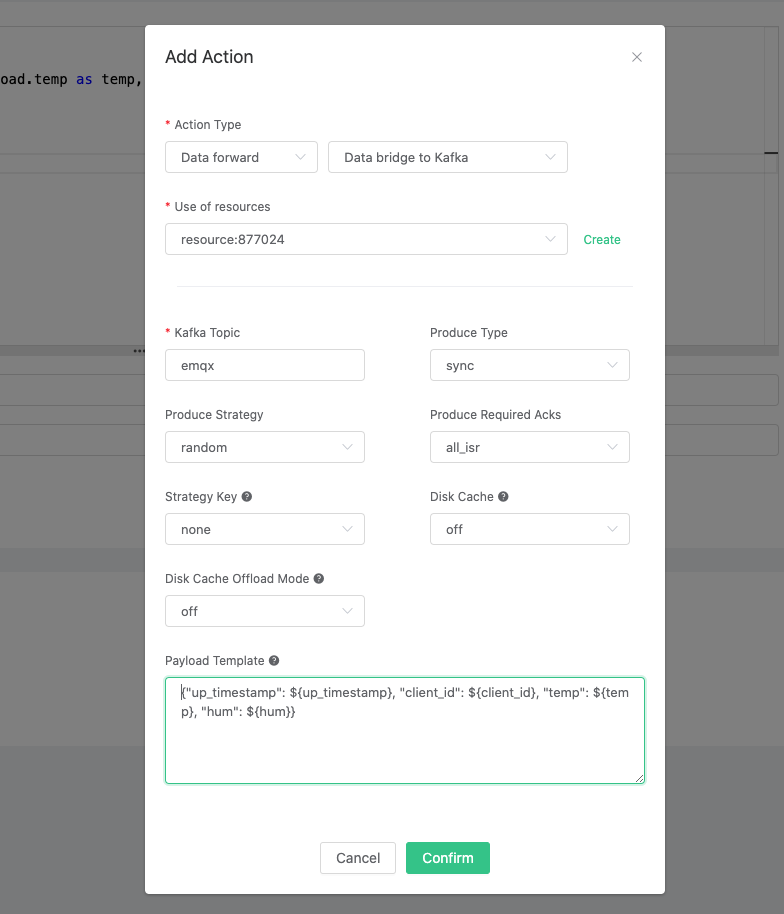 Add Action
oad.temp as temp,
* Action Type
Data forward
Data bridge to Kafka
* Use of resources
resource:877024
Create
* Kafka Topic
Produce Type
emqx
sync
Produce Strategy
Produce Required Acks
random
all_isr
Strategy Key
Disk Cache
none
off
Disk Cache Offload Mode
off
Payload Template
{"up_timestamp": ${up_timestamp}, "client_id": ${client_id}, "temp": ${tem
p}, "hum": ${hum}}
Cancel
Confirm